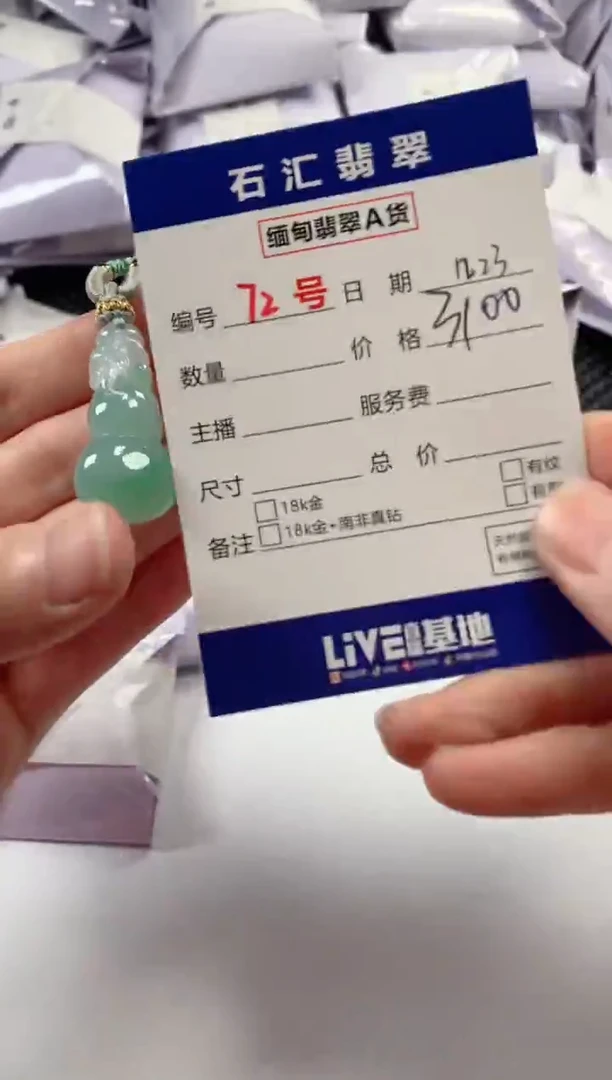 石汇翡翠
缅甸翡翠A货
编号 72号 日期 12.23
数量 价格 3100
主播 服务费
尺寸 总价
备注 18k金 有纹
18k金+南非真钻
LiVE 基地